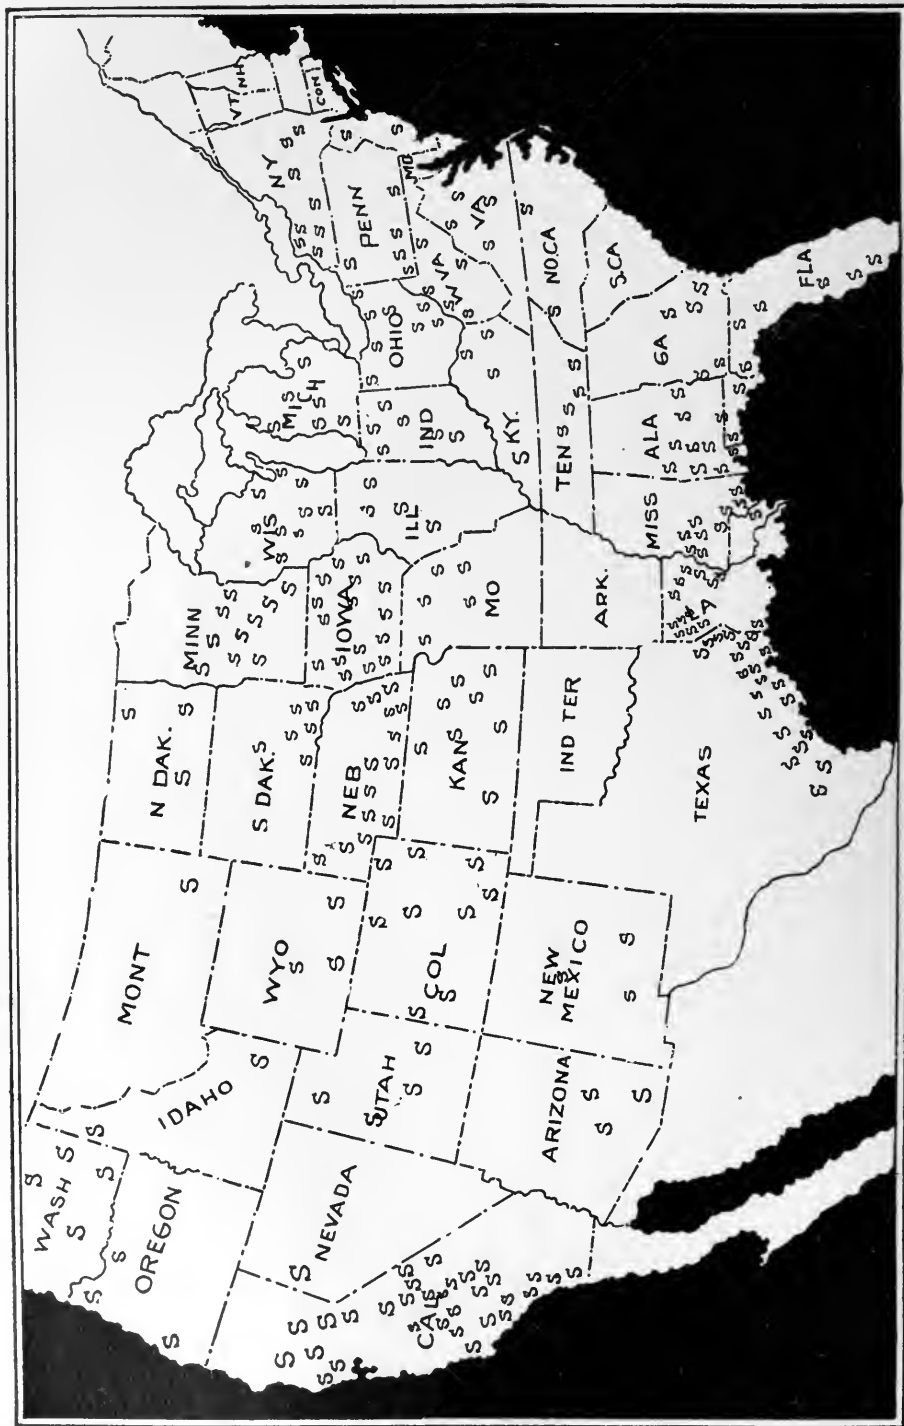 WASH
OREGON
IDAHO
MONT
N DAK.
S DAK.
MINN
WIS
MICH
NY
VT
NH
CON
PENN
MD
OHIO
IND
ILL
IOWA
NEB
WYO
NEVADA
UTAH
COL
KAN
MO
KY.
W VA
VA
NO.CA
S.CA
TEN
ARK.
IND TER
NEW
MEXICO
ARIZONA
CAL
TEXAS
LA
MISS
ALA
GA
FLA